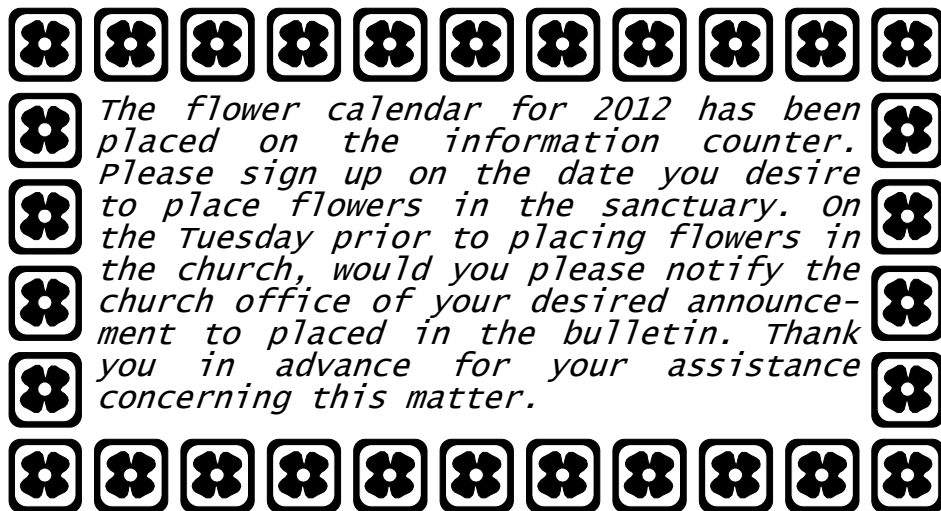 The flower calendar for 2012 has been
placed on the information counter.
Please sign up on the date you desire
to place flowers in the sanctuary. On
the Tuesday prior to placing flowers in
the church, would you please notify the
church office of your desired announce-
ment to placed in the bulletin. Thank
you in advance for your assistance
concerning this matter.